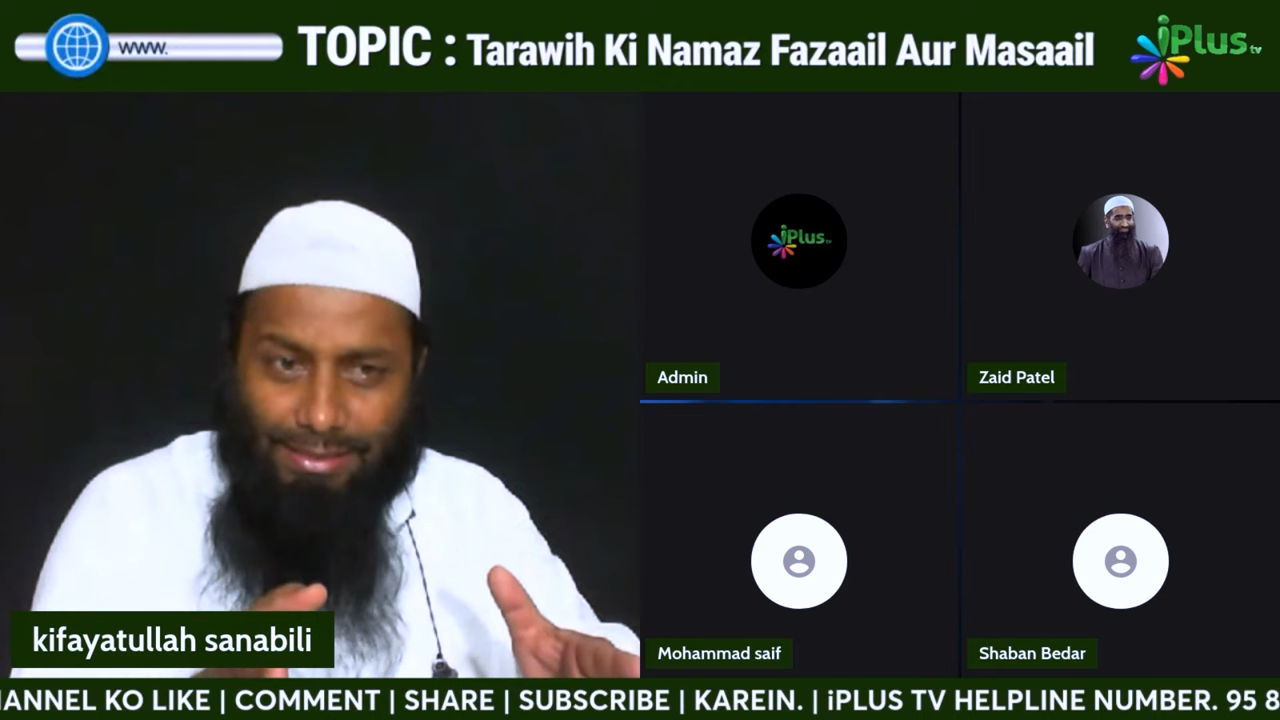 WWW.
TOPIC : Tarawih Ki Namaz Fazaail Aur Masaail
iPlus tv
iPlus tv
Admin
Zaid Patel
kifayatullah sanabili
Mohammad saif
Shaban Bedar
HANNEL KO LIKE | COMMENT | SHARE | SUBSCRIBE | KAREIN. | iPLUS TV HELPLINE NUMBER. 95 8